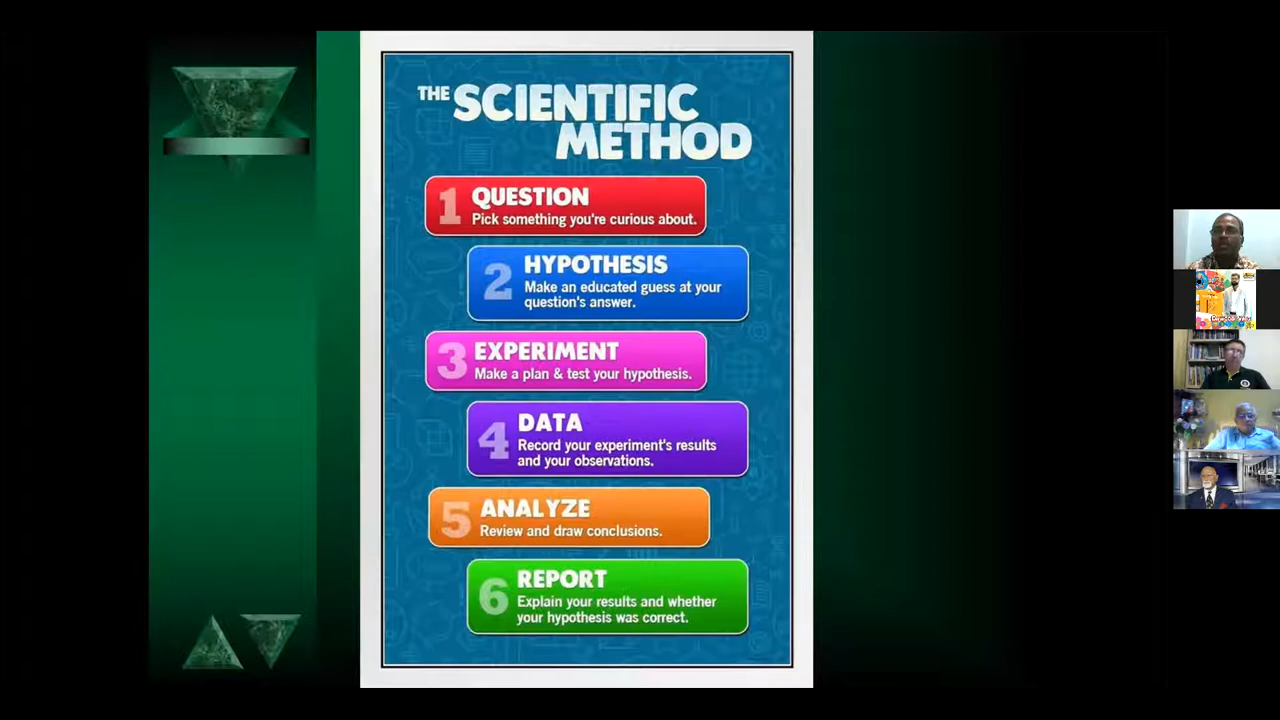 THE SCIENTIFIC
METHOD
1 QUESTION
Pick something you're curious about.
2 HYPOTHESIS
Make an educated guess at your
question's answer.
3 EXPERIMENT
Make a plan & test your hypothesis.
4 DATA
Record your experiment's results
and your observations.
5 ANALYZE
Review and draw conclusions.
6 REPORT
Explain your results and whether
your hypothesis was correct.